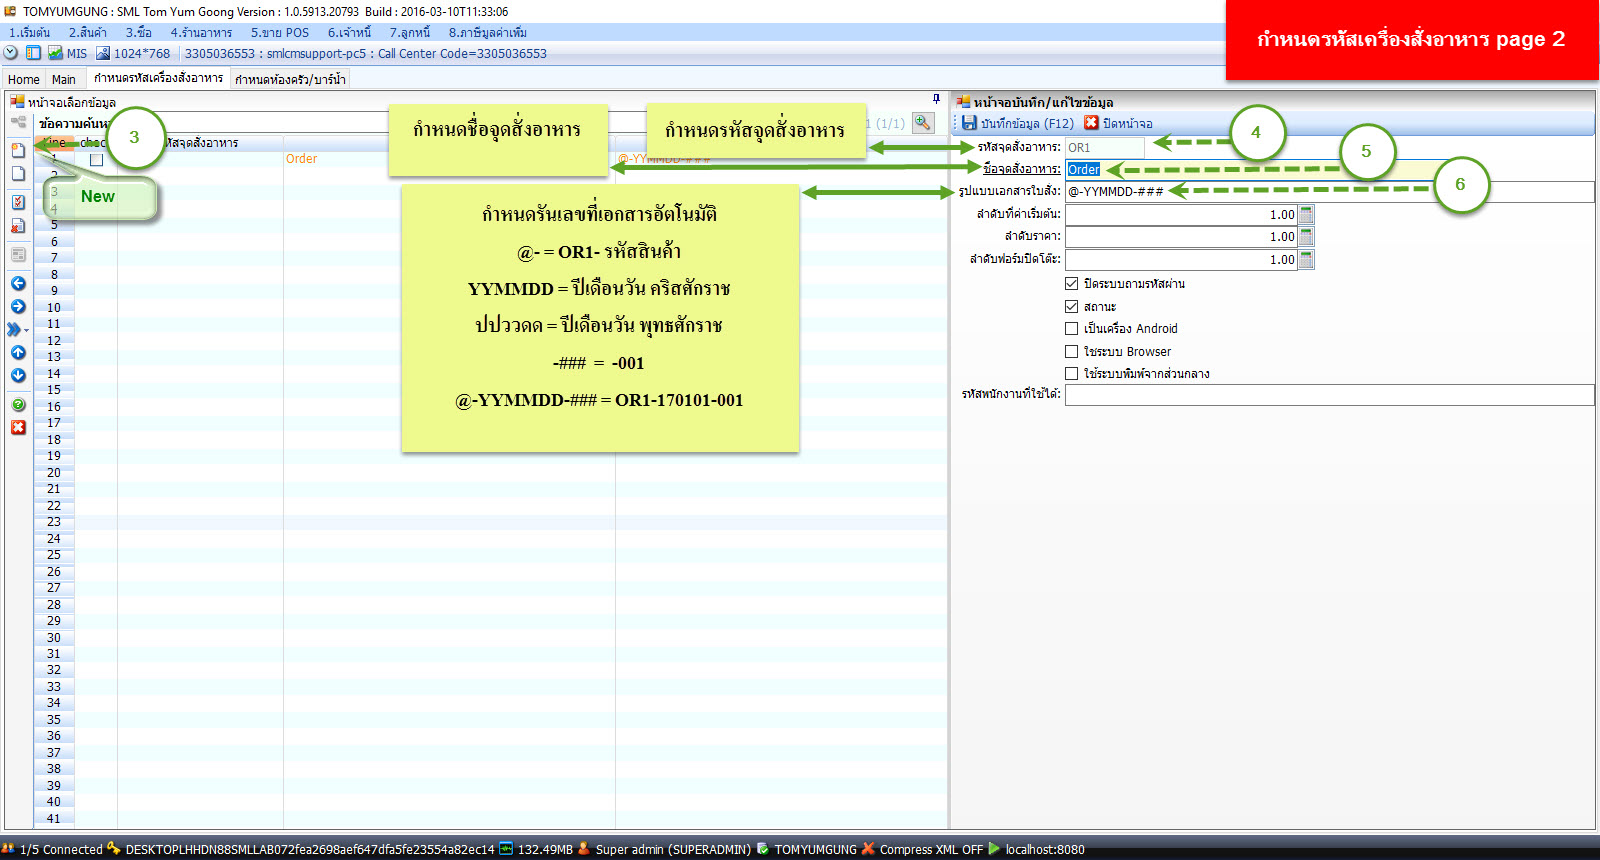 TOMYUMGUNG : SML Tom Yum Goong Version : 1.0.5913.20793 Build : 2016-03-10T11:33:06
1.เริ่มต้น 2.สินค้า 3.ซื้อ 4.ร้านอาหาร 5.ขาย POS 6.เจ้าหนี้ 7.ลูกหนี้ 8.ภาษีมูลค่าเพิ่ม
MIS 1024*768 3305036553 : smlcmsupport-pc5 : Call Center Code=3305036553
กำหนดรหัสเครื่องสั่งอาหาร page 2
Home Main กำหนดรหัสเครื่องสั่งอาหาร กำหนดห้องครัว/บาร์น้ำ
หน้าจอเลือกข้อมูล
ข้อความค้นหา
(1/1)
รหัสจุดสั่งอาหาร
1 Order @-YYMMDD-###
2
3
4
5
6
7
8
9
10
11
12
13
14
15
16
17
18
19
20
21
22
23
24
25
26
27
28
29
30
31
32
33
34
35
36
37
38
39
40
41
3
New
กำหนดชื่อจุดสั่งอาหาร
กำหนดรหัสจุดสั่งอาหาร
กำหนดรันเลขที่เอกสารอัตโนมัติ
@- = OR1- รหัสสินค้า
YYMMDD = ปีเดือนวัน คริสศักราช
ปปววดด = ปีเดือนวัน พุทธศักราช
-### = -001
@-YYMMDD-### = OR1-170101-001
หน้าจอบันทึก/แก้ไขข้อมูล
บันทึกข้อมูล (F12) ปิดหน้าจอ
รหัสจุดสั่งอาหาร: OR1
4
ชื่อจุดสั่งอาหาร: Order
5
รูปแบบเอกสารใบสั่ง: @-YYMMDD-###
6
ลำดับที่ค่าเริ่มต้น: 1.00
ลำดับราคา: 1.00
ลำดับฟอร์มปิดโต๊ะ: 1.00
ปิดระบบถามรหัสผ่าน
สถานะ
เป็นเครื่อง Android
ใช้ระบบ Browser
ใช้ระบบพิมพ์จากส่วนกลาง
รหัสพนักงานที่ใช้ได้:
1/5 Connected DESKTOPLHHDN88SMLLAB072fea2698aef647dfa5fe23554a82ec14 132.49MB Super admin (SUPERADMIN) TOMYUMGUNG Compress XML OFF localhost:8080